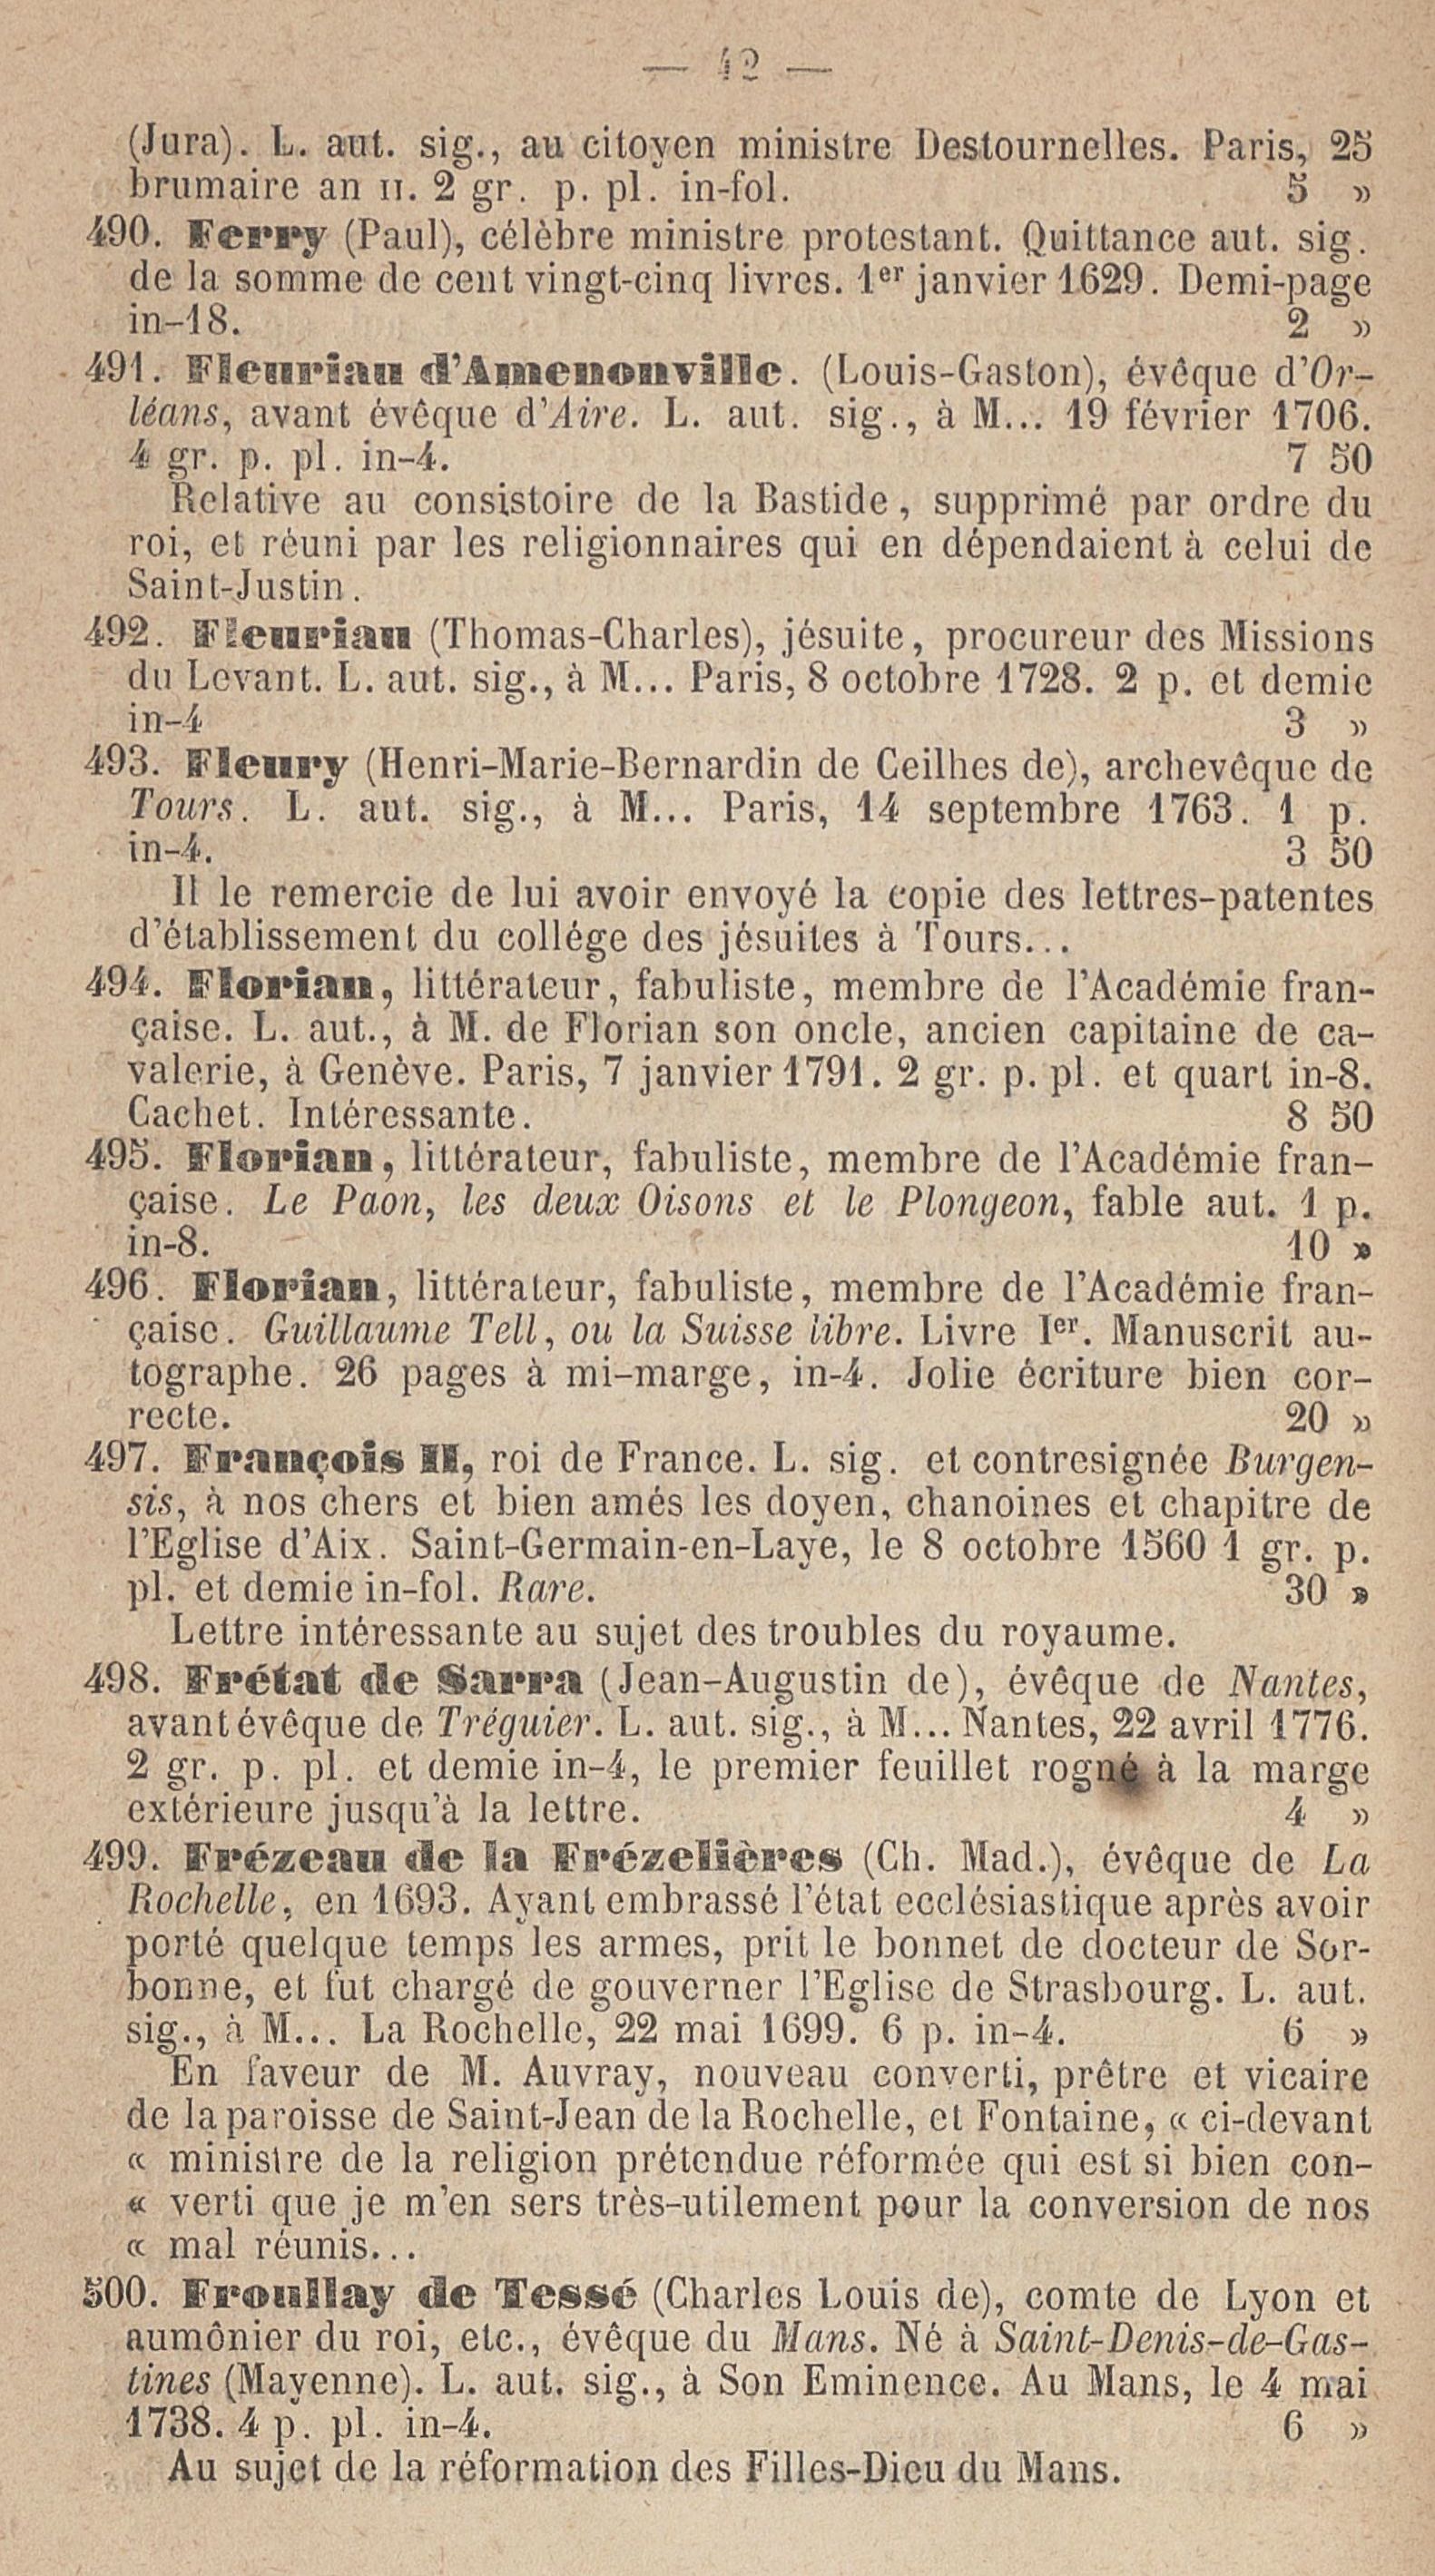 — 42 —
(Jura). L. aut. sig., au citoyen ministre Destournelles. Paris, 25
brumaire an II. 2 gr. p. pl. in-fol. 5 »
490. Ferry (Paul), célèbre ministre protestant. Quittance aut. sig.
de la somme de cent vingt-cinq livres. 1er janvier 1629. Demi-page
in-18. 2 »
491. Fleuriau d'Amenonville. (Louis-Gaston), évêque d'Or-
léans, avant évêque d'Aire. L. aut. sig., à M... 19 février 1706.
4 gr. p. pl. in-4. 7 50
Relative au consistoire de la Bastide, supprimé par ordre du
roi, et réuni par les religionnaires qui en dépendaient à celui de
Saint-Justin.
492. Fleuriau (Thomas-Charles), jésuite, procureur des Missions
du Levant. L. aut. sig., à M... Paris, 8 octobre 1728. 2 p. et demie
in-4 3 »
493. Fleury (Henri-Marie-Bernardin de Ceilhes de), archevêque de
Tours. L. aut. sig., à M... Paris, 14 septembre 1763. 1 p.
in-4. 3 50
Il le remercie de lui avoir envoyé la copie des lettres-patentes
d'établissement du collége des jésuites à Tours...
494. Florian, littérateur, fabuliste, membre de l'Académie fran-
çaise. L. aut., à M. de Florian son oncle, ancien capitaine de ca-
valerie, à Genève. Paris, 7 janvier 1791. 2 gr. p. pl. et quart in-8.
Cachet. Intéressante. 8 50
495. Florian, littérateur, fabuliste, membre de l'Académie fran-
çaise. Le Paon, les deux Oisons et le Plongeon, fable aut. 1 p.
in-8. 10 »
496. Florian, littérateur, fabuliste, membre de l'Académie fran-
çaise. Guillaume Tell, ou la Suisse libre. Livre Ier. Manuscrit au-
tographe. 26 pages à mi-marge, in-4. Jolie écriture bien cor-
recte. 20 »
497. François II, roi de France. L. sig. et contresignée Burgen-
sis, à nos chers et bien amés les doyen, chanoines et chapitre de
l'Eglise d'Aix. Saint-Germain-en-Laye, le 8 octobre 1560 1 gr. p.
pl. et demie in-fol. Rare. 30 »
Lettre intéressante au sujet des troubles du royaume.
498. Frétat de Sarra (Jean-Augustin de), évêque de Nantes,
avant évêque de Tréguier. L. aut. sig., à M... Nantes, 22 avril 1776.
2 gr. p. pl. et demie in-4, le premier feuillet rogné à la marge
extérieure jusqu'à la lettre. 4 »
499. Frézeau de la Frézelières (Ch. Mad.), évêque de La
Rochelle, en 1693. Ayant embrassé l'état ecclésiastique après avoir
porté quelque temps les armes, prit le bonnet de docteur de Sor-
bonne, et fut chargé de gouverner l'Eglise de Strasbourg. L. aut.
sig., à M... La Rochelle, 22 mai 1699. 6 p. in-4. 6 »
En faveur de M. Auvray, nouveau converti, prêtre et vicaire
de la paroisse de Saint-Jean de la Rochelle, et Fontaine, « ci-devant
« ministre de la religion prétendue réformée qui est si bien con-
« verti que je m'en sers très-utilement pour la conversion de nos
« mal réunis...
500. Froullay de Tessé (Charles Louis de), comte de Lyon et
aumônier du roi, etc., évêque du Mans. Né à Saint-Denis-de-Gas-
tines (Mayenne). L. aut. sig., à Son Eminence. Au Mans, le 4 mai
1738. 4 p. pl. in-4. 6 »
Au sujet de la réformation des Filles-Dieu du Mans.